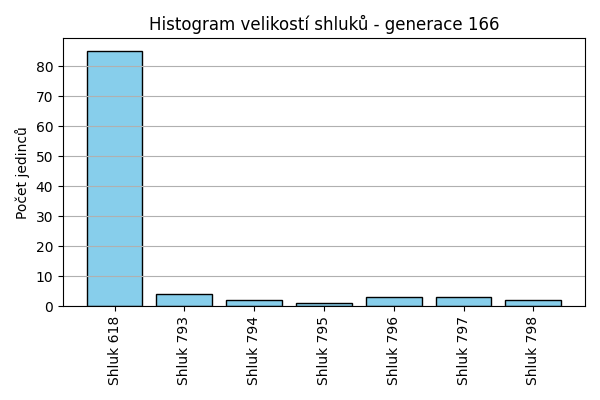 Histogram velikostí shluků - generace 166
Počet jedinců
80
70
60
50
40
30
20
10
0
Shluk 618
Shluk 793
Shluk 794
Shluk 795
Shluk 796
Shluk 797
Shluk 798